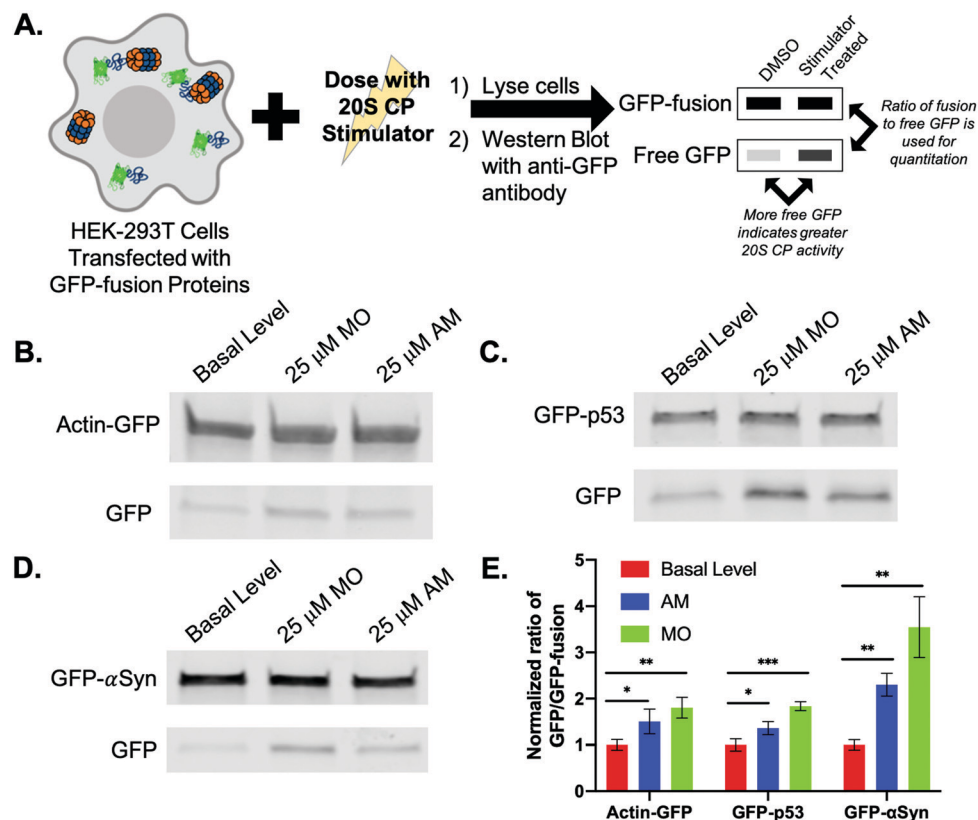 A.
HEK-293T Cells
Transfected with
GFP-fusion Proteins
Dose with
20S CP
Stimulator
1) Lyse cells
2) Western Blot
with anti-GFP
antibody
DMSO
Stimulator
Treated
GFP-fusion
Free GFP
Ratio of fusion
to free GFP is
used for
quantitation
More free GFP
indicates greater
20S CP activity
B.
Basal Level
25 μM MO
25 μM AM
Actin-GFP
GFP
C.
Basal Level
25 μM MO
25 μM AM
GFP-p53
GFP
D.
Basal Level
25 μM MO
25 μM AM
GFP-αSyn
GFP
E.
Normalized ratio of
GFP/GFP-fusion
5
4
3
2
1
0
Basal Level
AM
MO
*
**
*
***
**
**
Actin-GFP
GFP-p53
GFP-αSyn